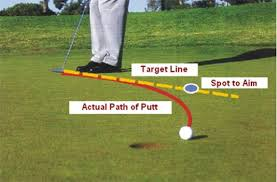 Target Line
Spot to Aim
Actual Path of Putt